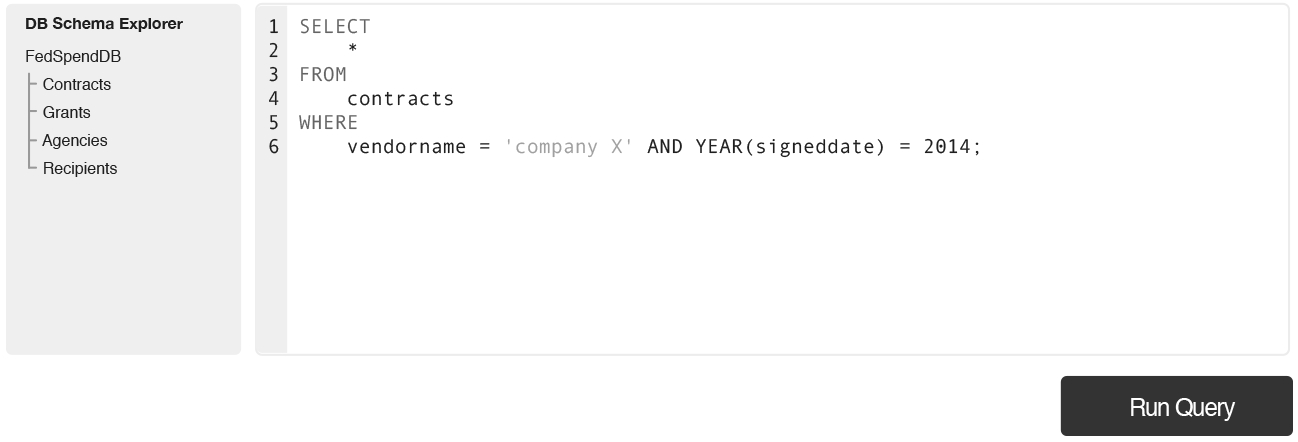 DB Schema Explorer
FedSpendDB
Contracts
Grants
Agencies
Recipients
1 SELECT
2     *
3 FROM
4     contracts
5 WHERE
6     vendorname = 'company X' AND YEAR(signeddate) = 2014;
Run Query